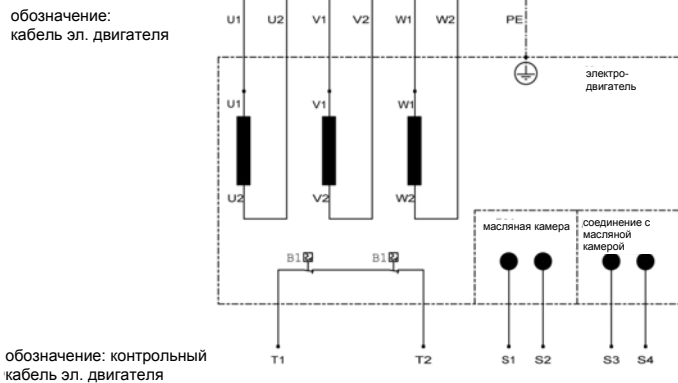 обозначение:
кабель эл. двигателя
U1 U2 V1 V2 W1 W2 PE
электро-
двигатель
U1 V1 W1
U2 V2 W2
масляная камера
соединение с
масляной
камерой
B1 B1
обозначение: контрольный
кабель эл. двигателя
T1 T2 S1 S2 S3 S4